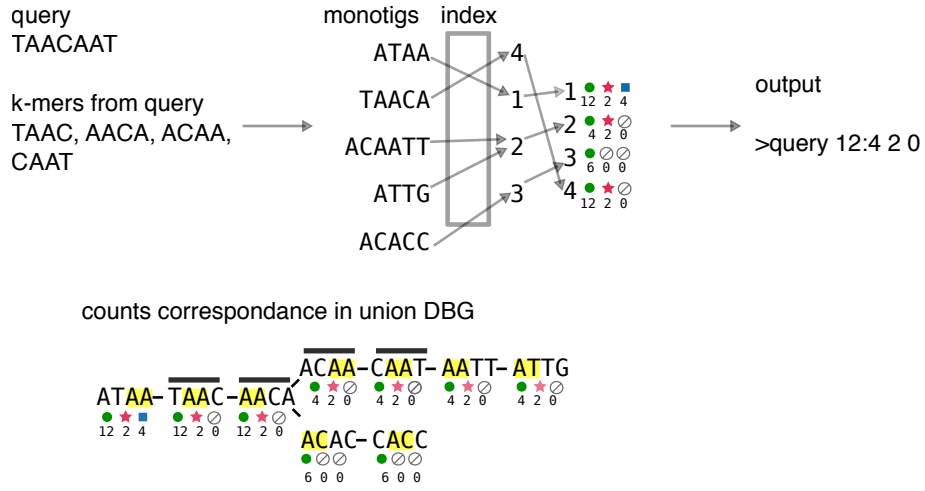 query
TAACAAT
k-mers from query
TAAC, AACA, ACAA,
CAAT
monotigs index
ATAA
TAACA
ACAATT
ATTG
ACACC
4
1
2
3
1
12 2 4
2
4 2 0
3
6 0 0
4
12 2 0
output
>query 12:4 2 0
counts correspondance in union DBG
ACAA-CAAT-AATT-ATTG
4 2 0 4 2 0 4 2 0 4 2 0
ATAA-TAAC-AACA
12 2 4 12 2 0 12 2 0
ACAC-CACC
6 0 0 6 0 0